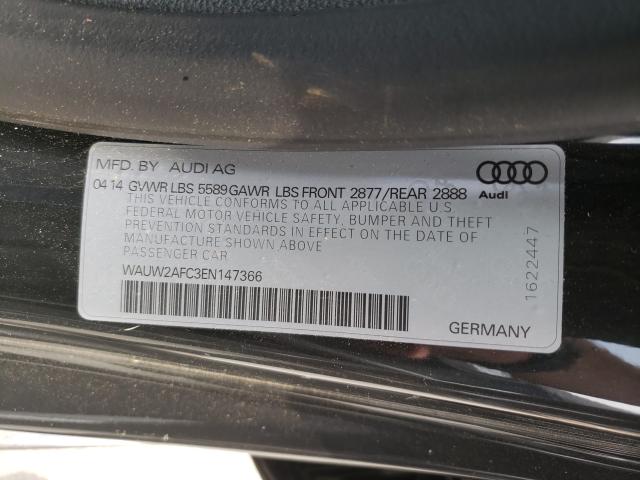 MFD. BY AUDI AG
04 14 GVWR LBS 5589 GAWR LBS FRONT 2877/REAR 2888
Audi
THIS VEHICLE CONFORMS TO ALL APPLICABLE U.S
FEDERAL MOTOR VEHICLE SAFETY, BUMPER AND THEFT
PREVENTION STANDARDS IN EFFECT ON THE DATE OF
MANUFACTURE SHOWN ABOVE
PASSENGER CAR
WAUW2AFC3EN147366
1622447
GERMANY